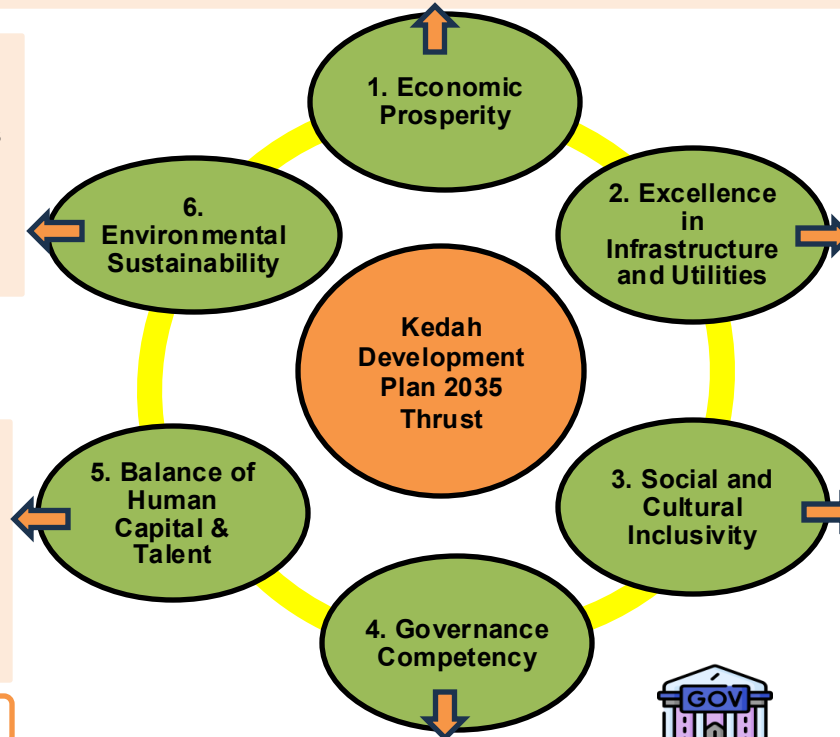 1. Economic
Prosperity
2. Excellence
in
Infrastructure
and Utilities
6.
Environmental
Sustainability
Kedah
Development
Plan 2035
Thrust
3. Social and
Cultural
Inclusivity
5. Balance of
Human
Capital &
Talent
4. Governance
Competency
GOV